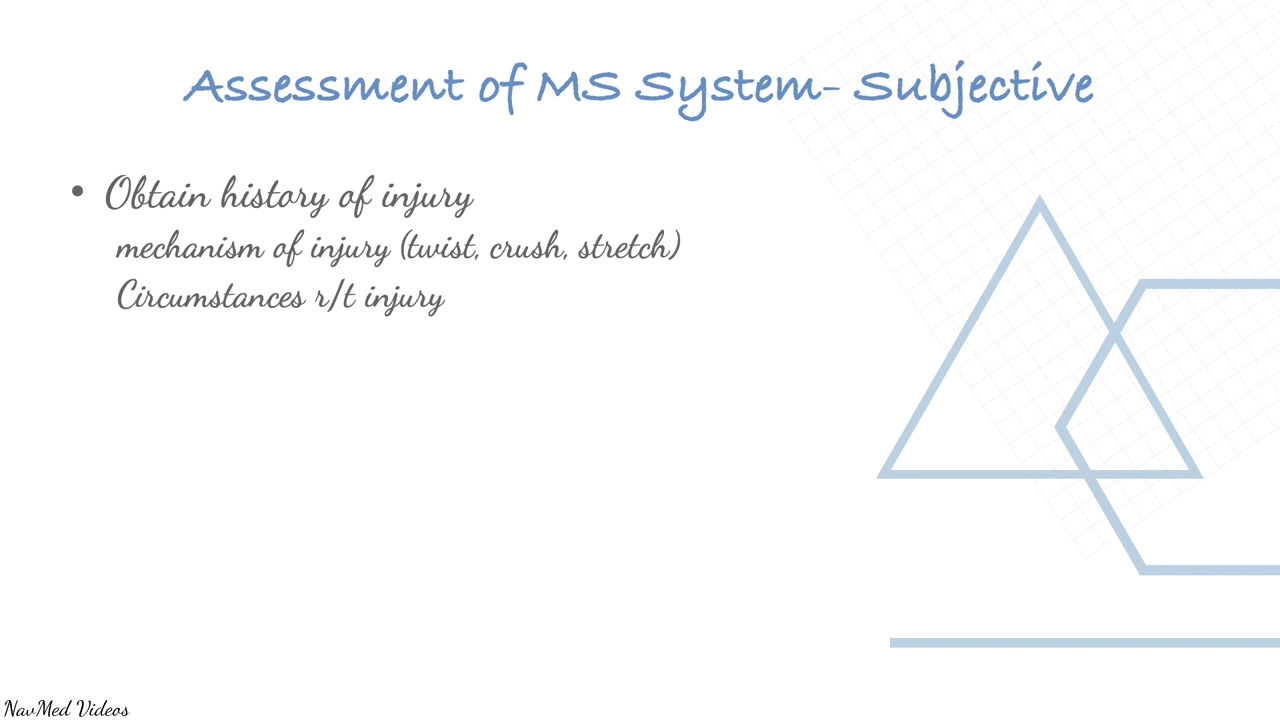 Assessment of MS System- Subjective
• Obtain history of injury
mechanism of injury (twist, crush, stretch)
Circumstances r/t injury
NavMed Videos